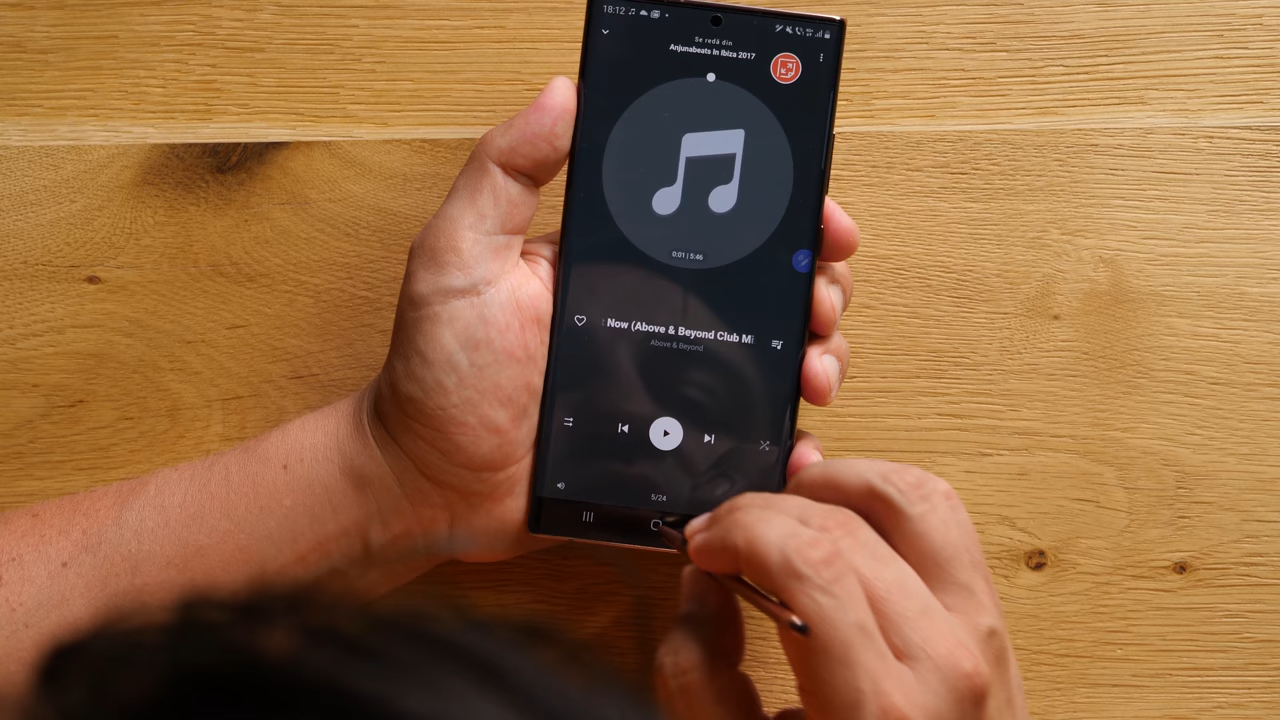 18:12
Se redă din
Anjunabeats In Ibiza 2017
0:01 | 5:46
Now (Above & Beyond Club Mi
Above & Beyond
5/24